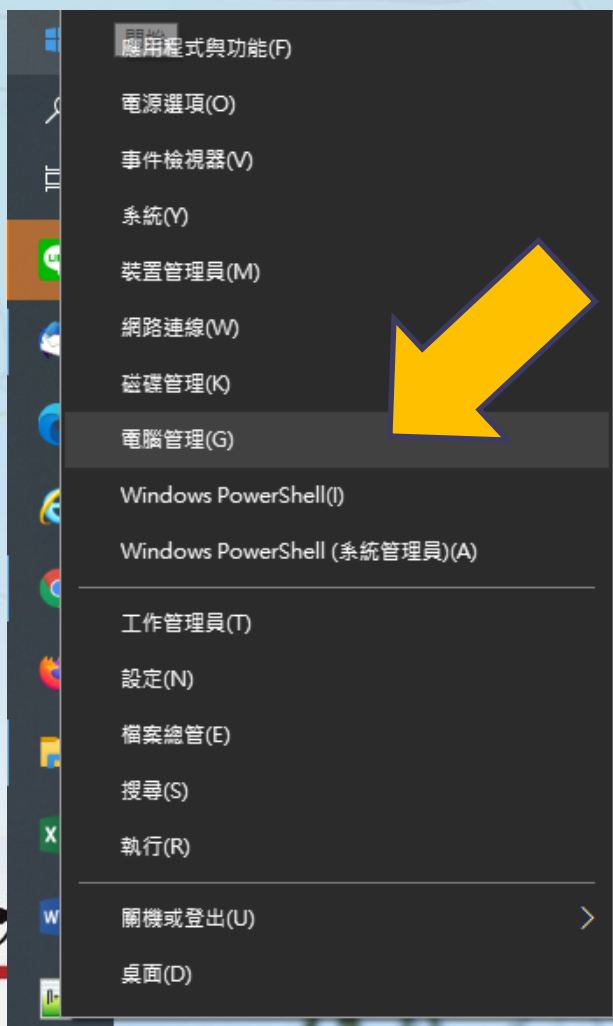 開始
應用程式與功能(F)
電源選項(O)
事件檢視器(V)
系統(Y)
裝置管理員(M)
網路連線(W)
磁碟管理(K)
電腦管理(G)
Windows PowerShell(I)
Windows PowerShell (系統管理員)(A)
工作管理員(T)
設定(N)
檔案總管(E)
搜尋(S)
執行(R)
關機或登出(U)
桌面(D)